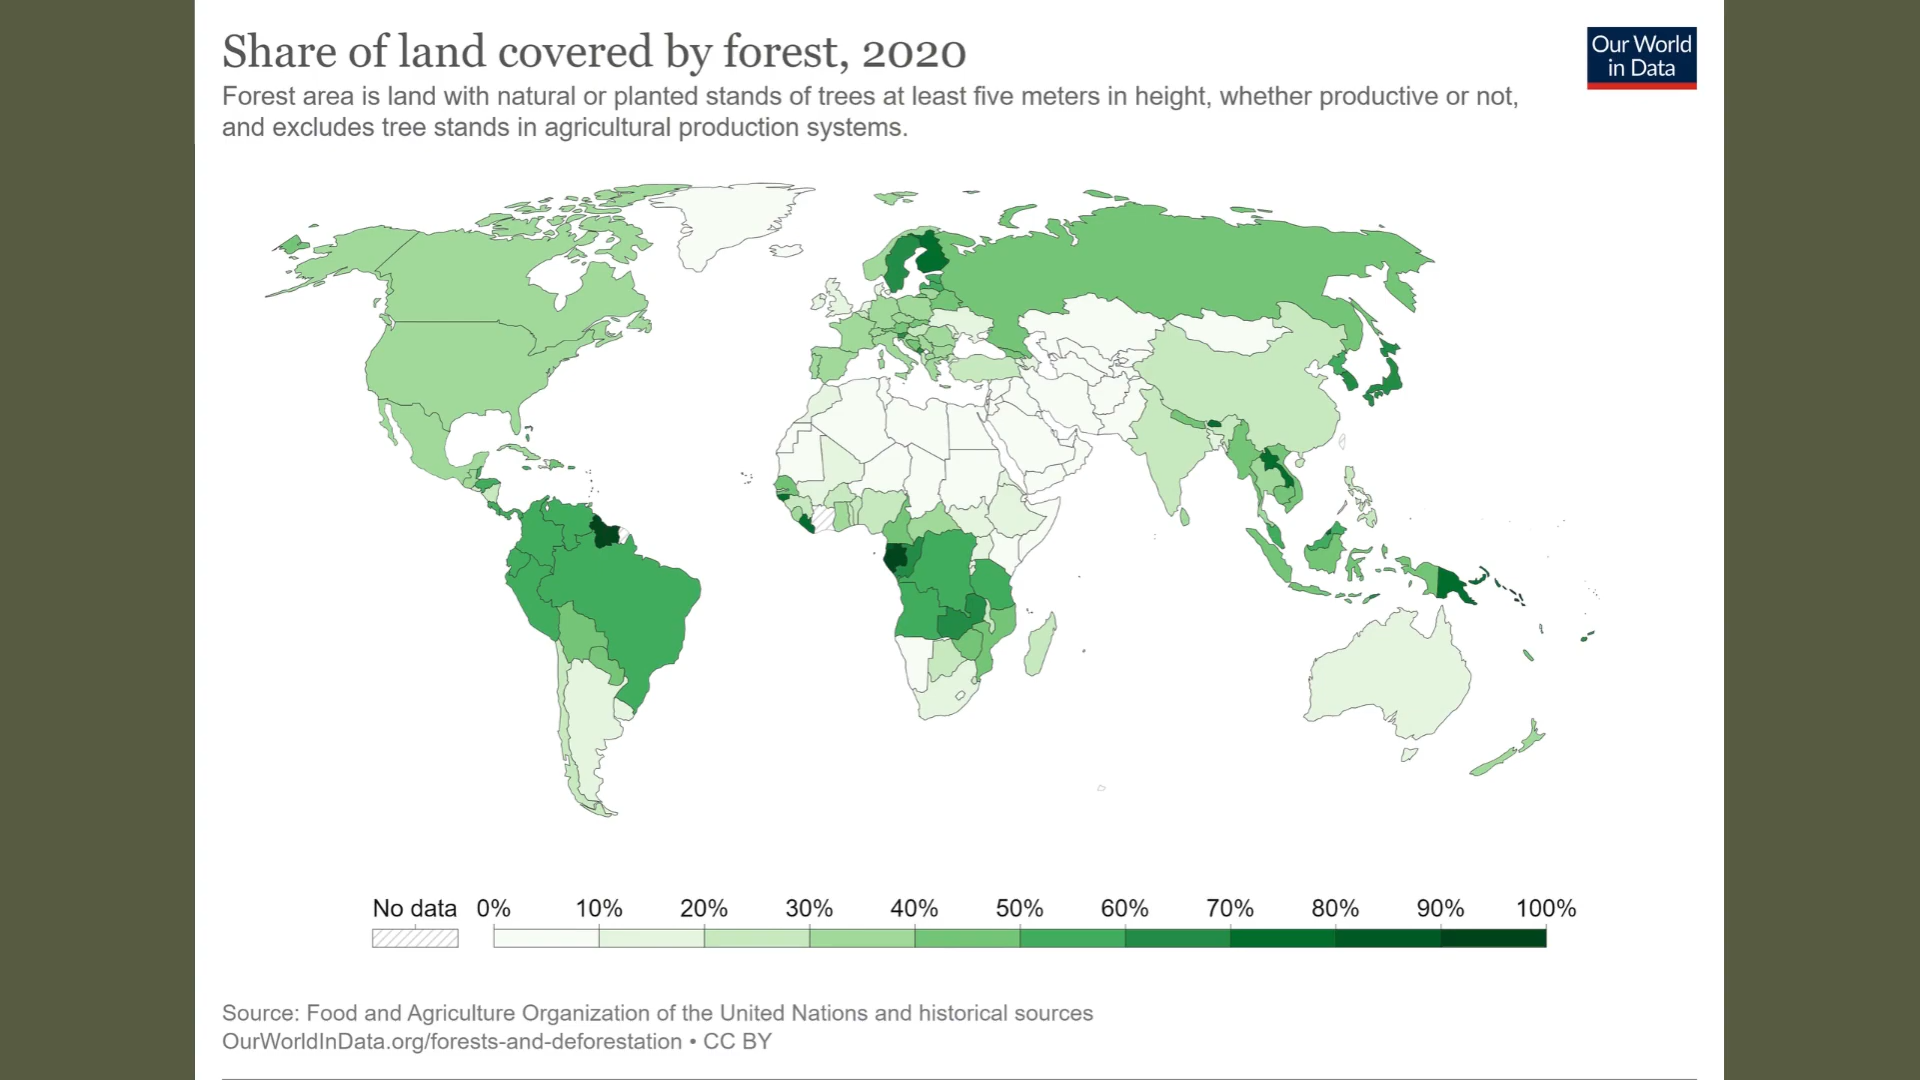 Share of land covered by forest, 2020
Our World
in Data
Forest area is land with natural or planted stands of trees at least five meters in height, whether productive or not,
and excludes tree stands in agricultural production systems.
No data 0% 10% 20% 30% 40% 50% 60% 70% 80% 90% 100%
Source: Food and Agriculture Organization of the United Nations and historical sources
OurWorldInData.org/forests-and-deforestation • CC BY